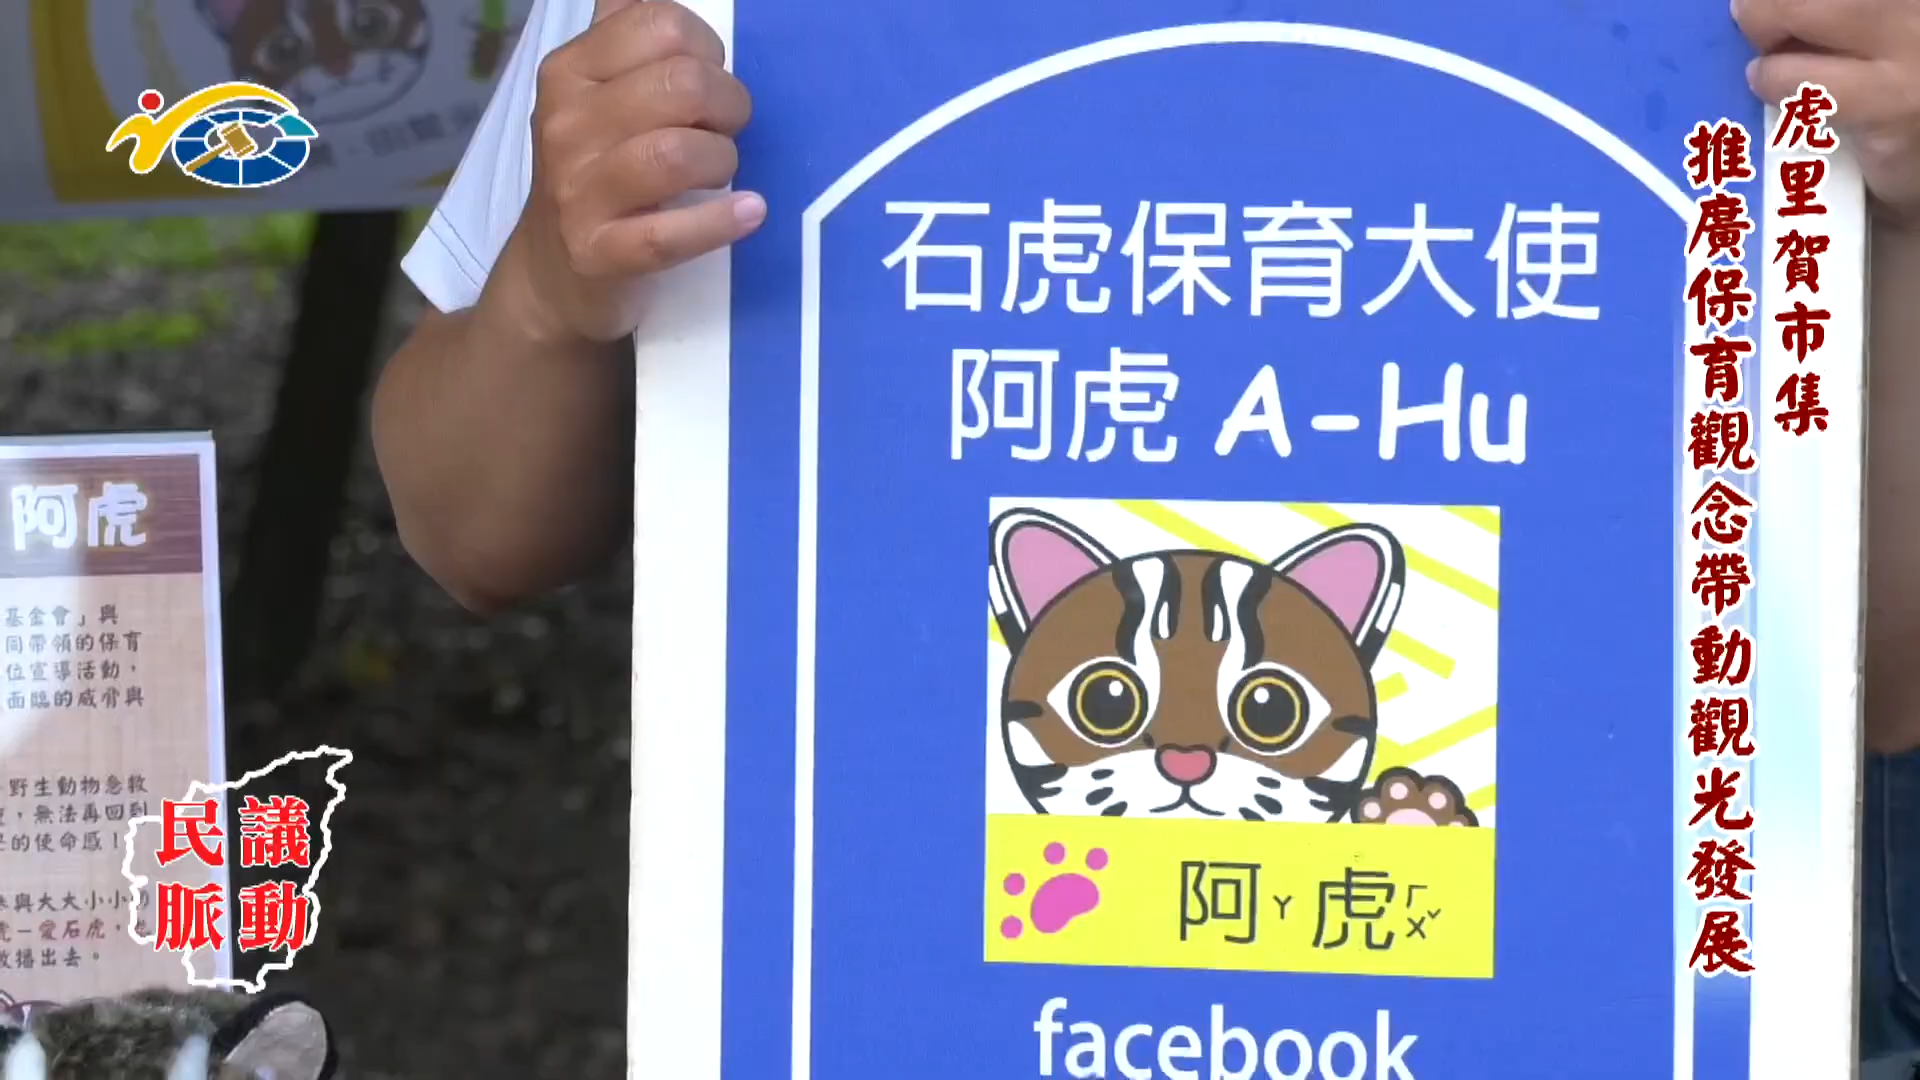 虎里賀市集
推廣保育觀念帶動觀光發展
石虎保育大使
阿虎 A-Hu
阿ㄚ虎ㄏㄨˇ
facebook
阿虎
基金會」與
同帶領的保育
位宣導活動，
面臨的威脅與
野生動物急救
，無法再回到
的使命感！
與大大小小
虎一愛石虎，
播出去。
民議
脈動